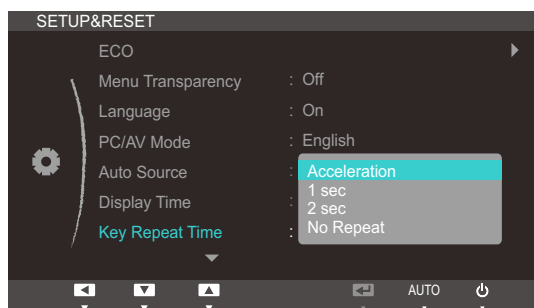 SETUP&RESET
ECO
Menu Transparency : Off
Language : On
PC/AV Mode : English
Auto Source :
Display Time :
Key Repeat Time :
Acceleration
1 sec
2 sec
No Repeat
AUTO